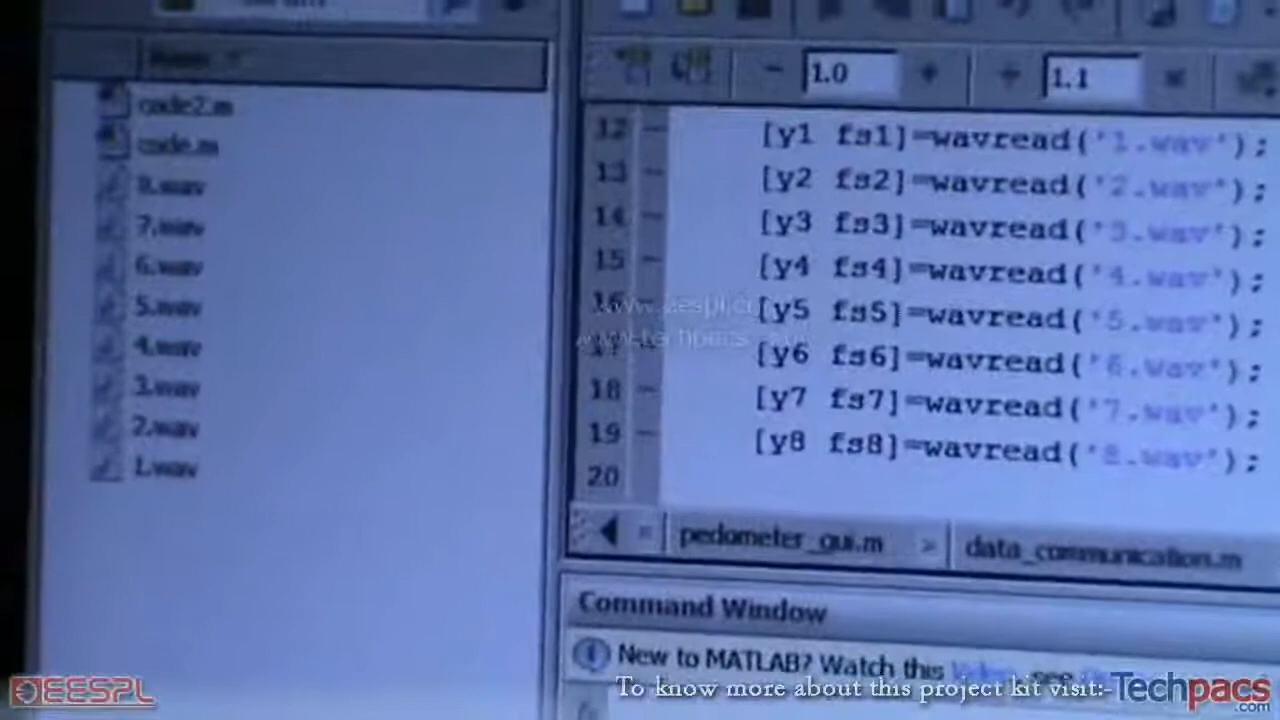 Name
code2.m
code.m
8.wav
7.wav
6.wav
5.wav
4.wav
3.wav
2.wav
1.wav
1.0
1.1
12 [y1 fs1]=wavread('1.wav');
13 [y2 fs2]=wavread('2.wav');
14 [y3 fs3]=wavread('3.wav');
15 [y4 fs4]=wavread('4.wav');
16 [y5 fs5]=wavread('5.wav');
17 [y6 fs6]=wavread('6.wav');
18 [y7 fs7]=wavread('7.wav');
19 [y8 fs8]=wavread('8.wav');
20
pedometer_gui.m
data_communication.m
Command Window
New to MATLAB? Watch this Video, see
EESPL
To know more about this project kit visit:- Techpacs.com